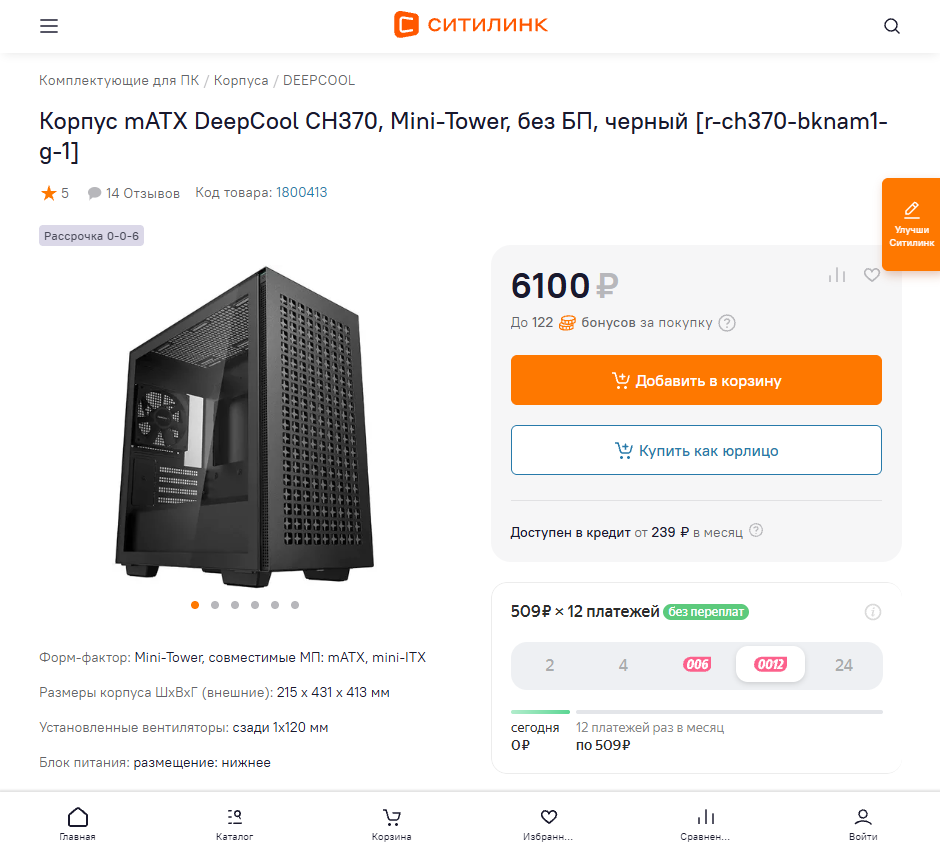 СИТИЛИНК
Комплектующие для ПК / Корпуса / DEEPCOOL
Корпус mATX DeepCool CH370, Mini-Tower, без БП, черный [r-ch370-bknam1-
g-1]
5 14 Отзывов Код товара: 1800413
Улучши
Ситилинк
Рассрочка 0-0-6
6100 ₽
До 122 бонусов за покупку ?
Добавить в корзину
Купить как юрлицо
Доступен в кредит от 239 ₽ в месяц ?
509₽ × 12 платежей без переплат
2 4 006 0012 24
сегодня 12 платежей раз в месяц
0₽ по 509₽
Форм-фактор: Mini-Tower, совместимые МП: mATX, mini-ITX
Размеры корпуса ШхВхГ (внешние): 215 х 431 х 413 мм
Установленные вентиляторы: сзади 1x120 мм
Блок питания: размещение: нижнее
Главная Каталог Корзина Избранн... Сравнен... Войти